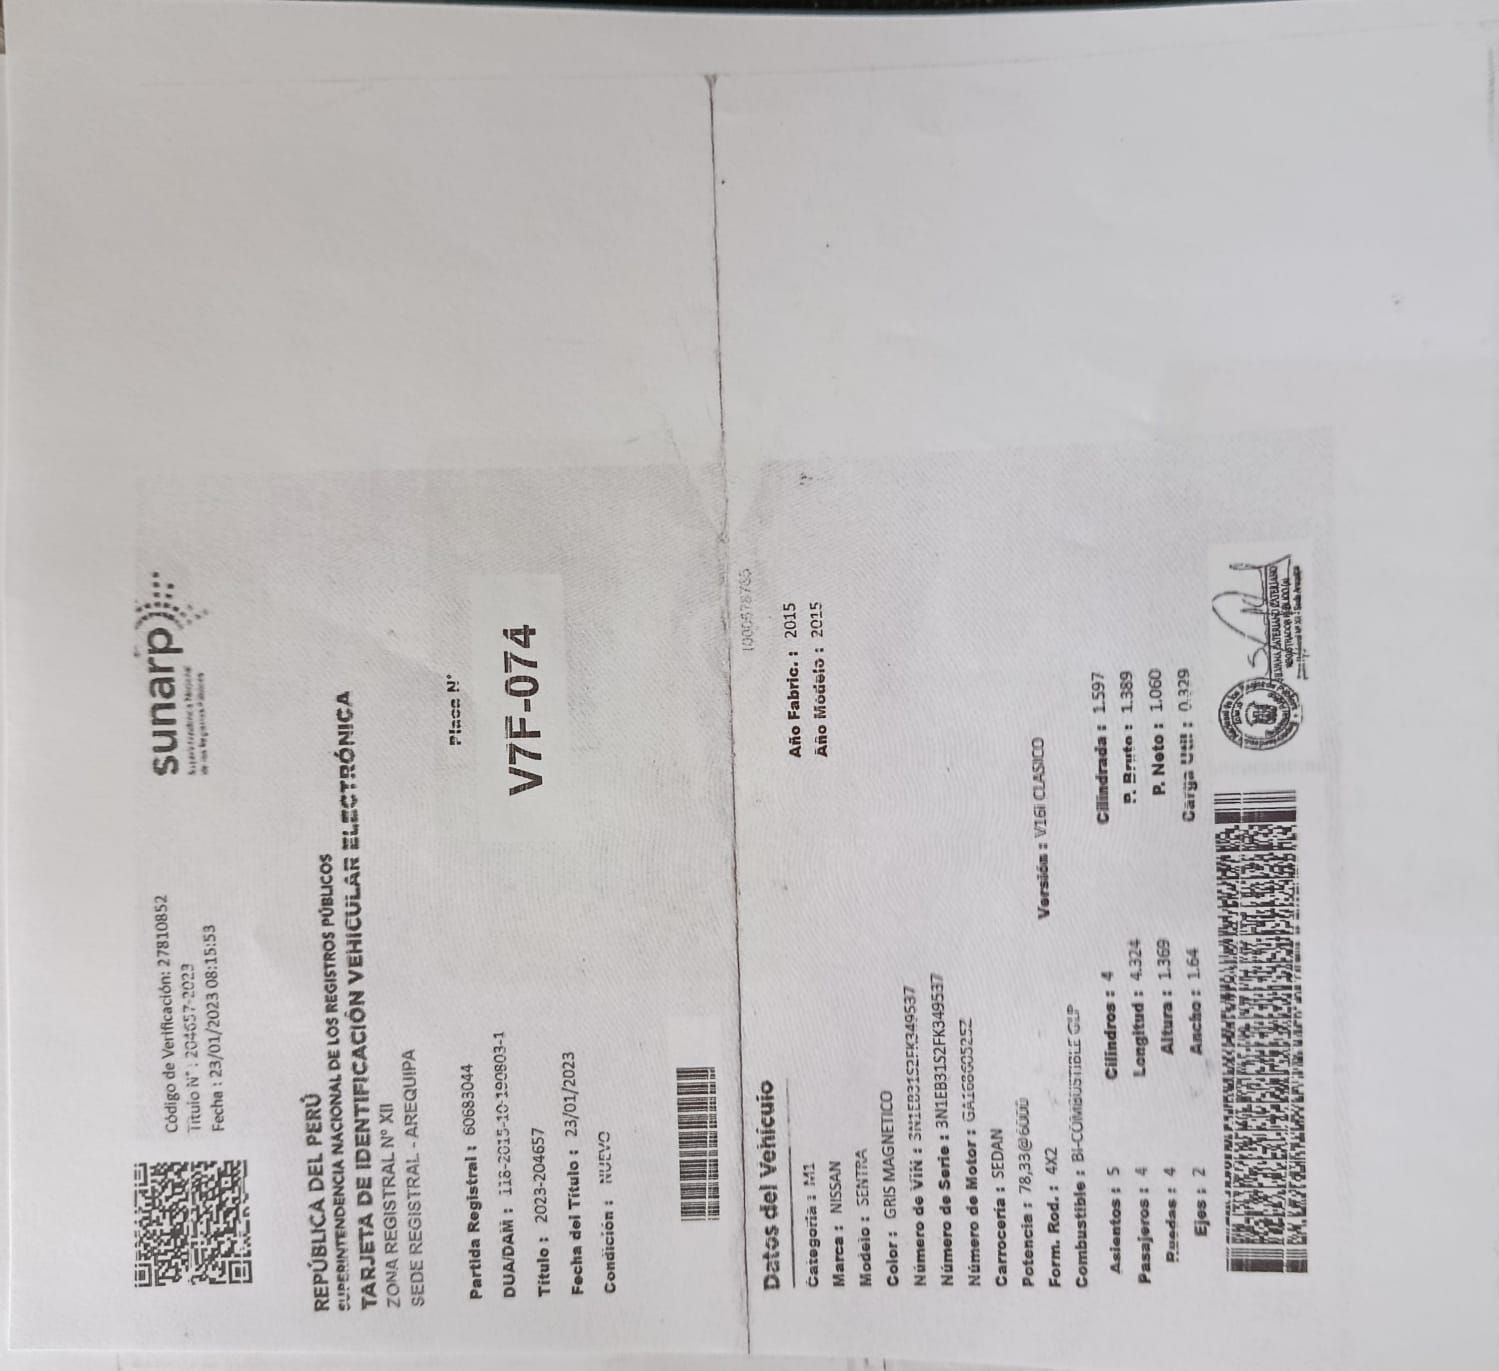 Código de Verificación: 27810852
Título N° : 204657-2023
Fecha : 23/01/2023 08:15:53
sunarp
Superintendencia Nacional
de los Registros Públicos
REPÚBLICA DEL PERÚ
SUPERINTENDENCIA NACIONAL DE LOS REGISTROS PÚBLICOS
TARJETA DE IDENTIFICACIÓN VEHICULAR ELECTRÓNICA
ZONA REGISTRAL N° XII
SEDE REGISTRAL - AREQUIPA
Placa N°
V7F-074
Partida Registral : 60683044
DUA/DAM : 118-2015-10-190803-1
Título : 2023-204657
Fecha del Título : 23/01/2023
Condición : NUEVO
Datos del Vehículo
Categoría : M1
Año Fabric. : 2015
Marca : NISSAN
Año Modelo : 2015
Modelo : SENTRA
Color : GRIS MAGNETICO
Número de VIN : 3N1EB31S2FK349537
Número de Serie : 3N1EB31S2FK349537
Número de Motor :
Carrocería : SEDAN
Potencia : 78,33@6000
Form. Rod. : 4X2
Versión : V16i CLASICO
Combustible : BI-COMBUSTIBLE GLP
Asientos : 5
Cilindros : 4
Cilindrada : 1.597
Pasajeros : 4
Longitud : 4.324
P. Bruto : 1.389
Ruedas : 4
Altura : 1.369
P. Neto : 1.060
Ejes : 2
Ancho : 1.64
Carga Util : 0.329